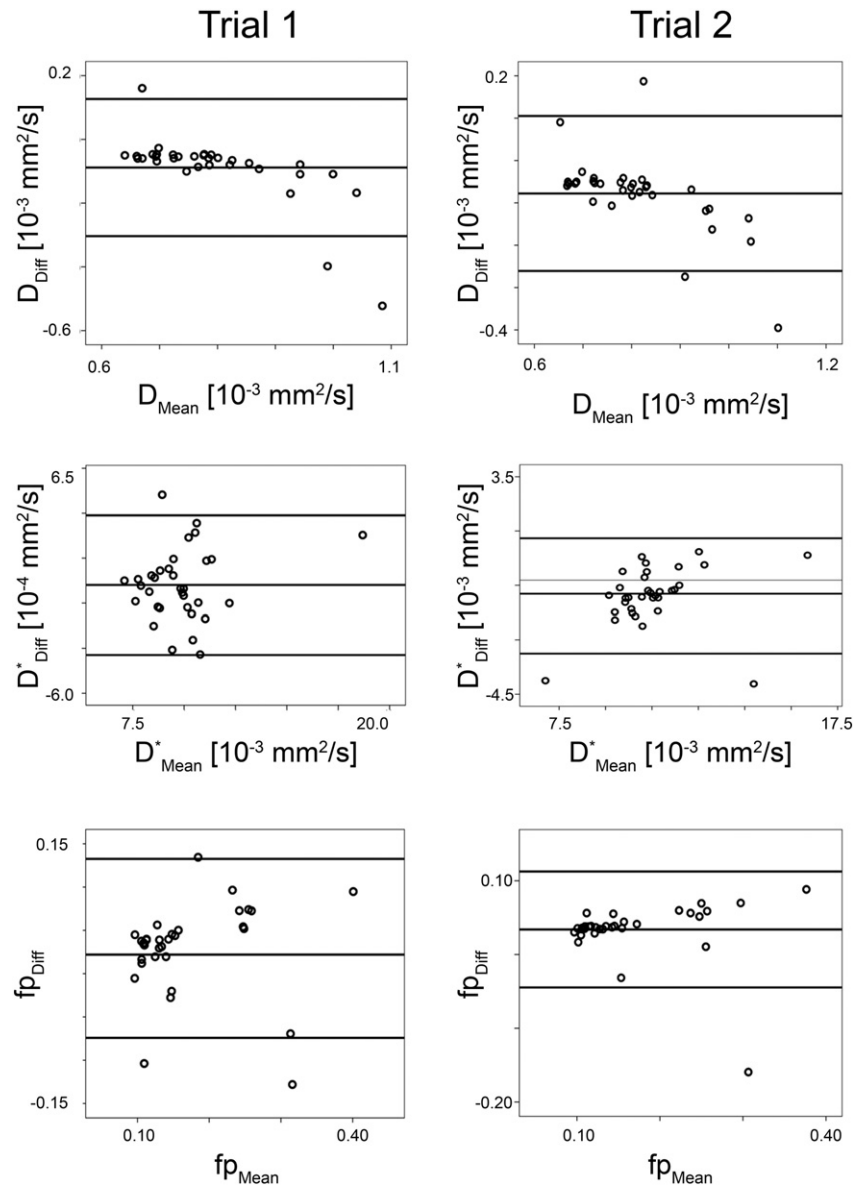 Trial 1
Trial 2
0.2
D_Diff [10⁻³ mm²/s]
-0.6
0.6
1.1
D_Mean [10⁻³ mm²/s]
0.2
D_Diff [10⁻³ mm²/s]
-0.4
0.6
1.2
D_Mean [10⁻³ mm²/s]
6.5
D*_Diff [10⁻⁴ mm²/s]
-6.0
7.5
20.0
D*_Mean [10⁻³ mm²/s]
3.5
D*_Diff [10⁻³ mm²/s]
-4.5
7.5
17.5
D*_Mean [10⁻³ mm²/s]
0.15
fp_Diff
-0.15
0.10
0.40
fp_Mean
0.10
fp_Diff
-0.20
0.10
0.40
fp_Mean